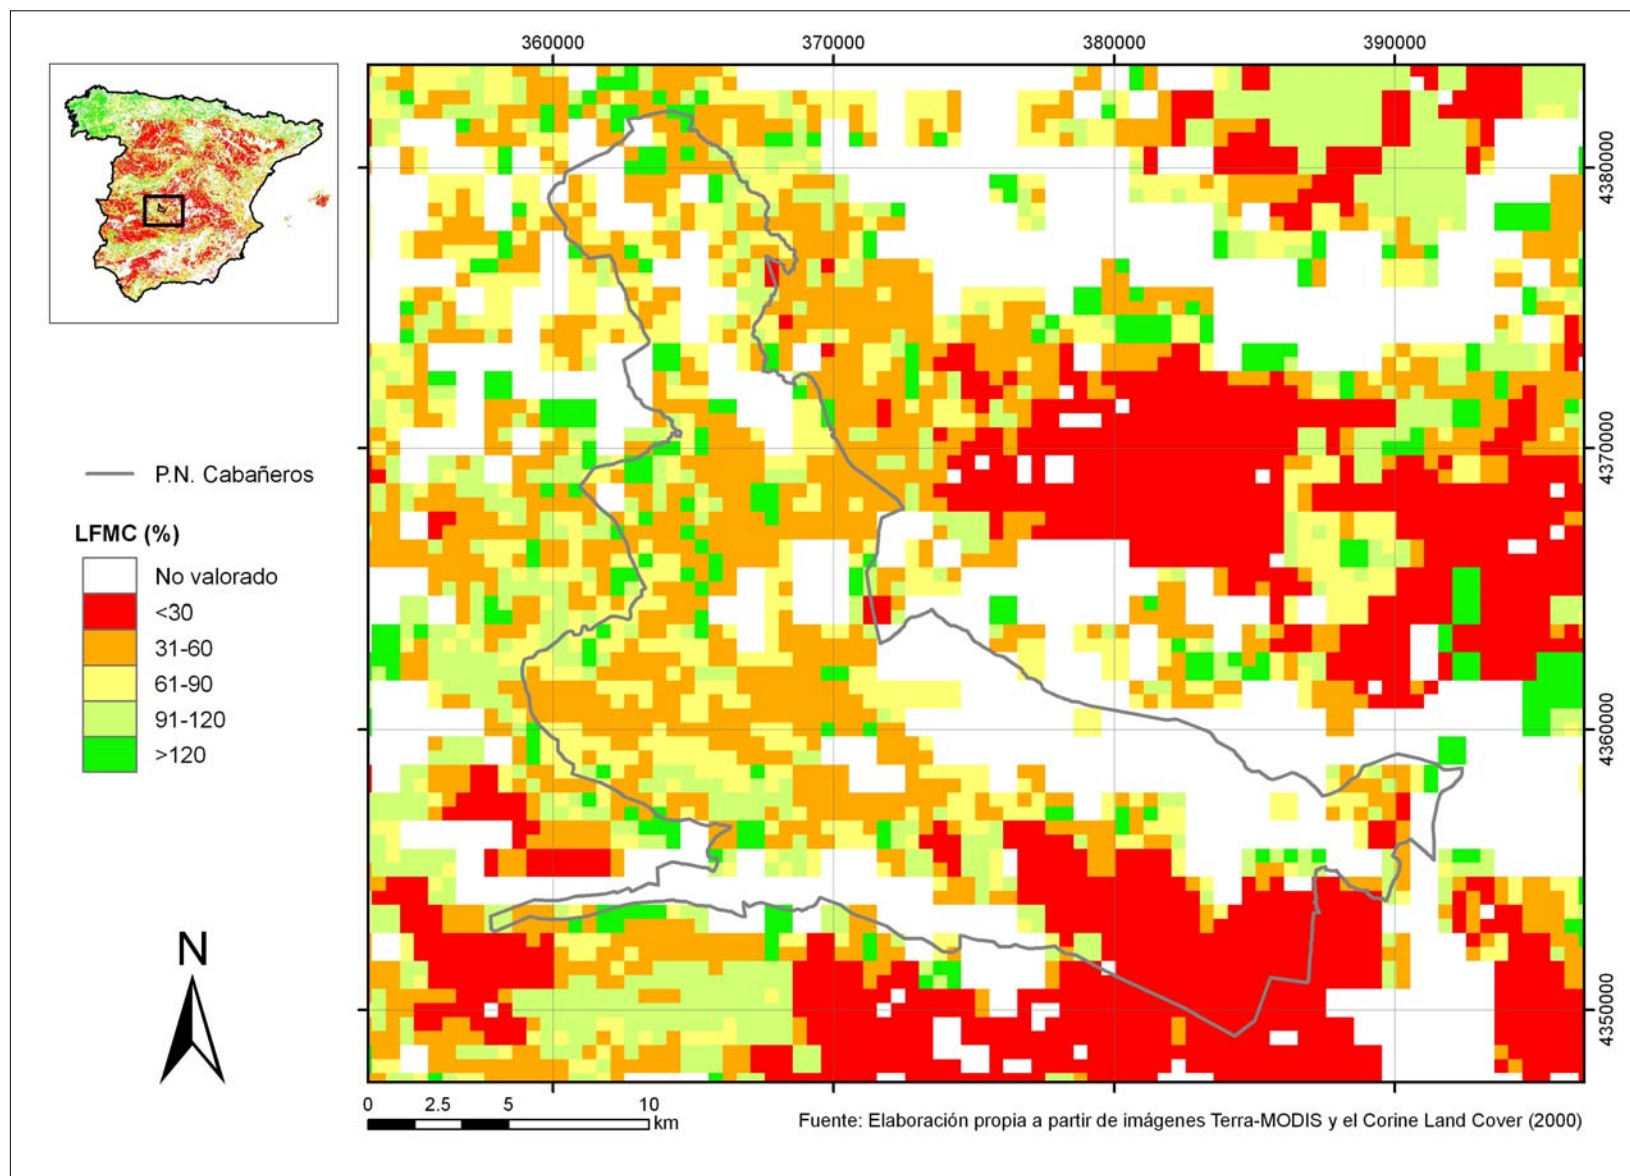 360000
370000
380000
390000
4380000
4370000
4360000
4350000
P.N. Cabañeros
LFMC (%)
No valorado
<30
31-60
61-90
91-120
>120
N
0 2.5 5 10
km
Fuente: Elaboración propia a partir de imágenes Terra-MODIS y el Corine Land Cover (2000)